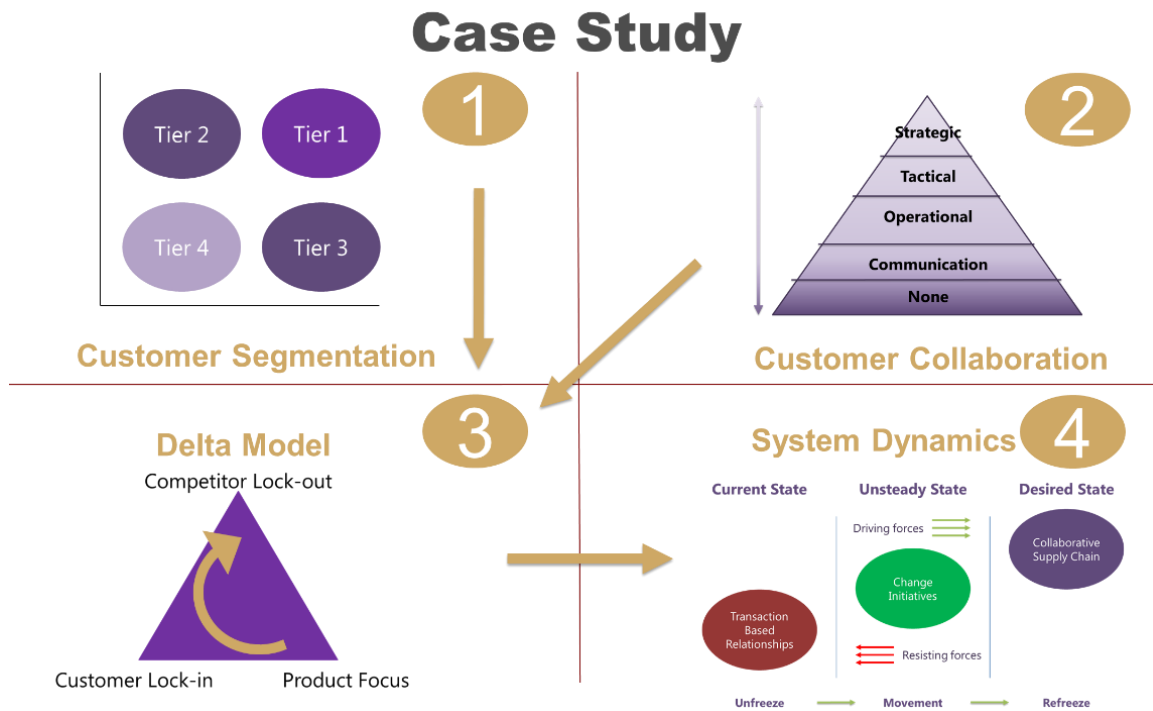 Case Study
1
Tier 2
Tier 1
Tier 4
Tier 3
Customer Segmentation
2
Strategic
Tactical
Operational
Communication
None
Customer Collaboration
3
Delta Model
Competitor Lock-out
Customer Lock-in
Product Focus
4
System Dynamics
Current State
Unsteady State
Desired State
Driving forces
Collaborative
Supply Chain
Change
Initiatives
Transaction
Based
Relationships
Resisting forces
Unfreeze
Movement
Refreeze